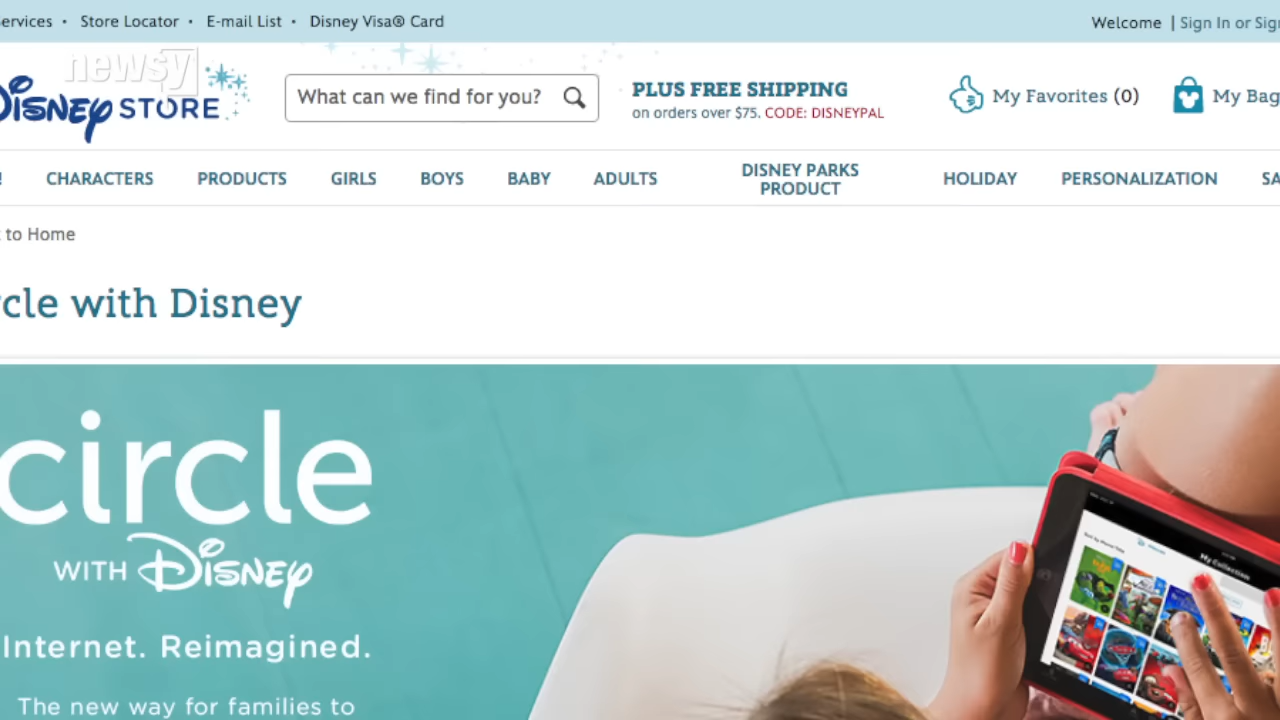 ervices • Store Locator • E-mail List • Disney Visa® Card
Welcome | Sign In or Sig
newsy
Disney STORE
What can we find for you?
PLUS FREE SHIPPING
on orders over $75. CODE: DISNEYPAL
My Favorites (0)
My Bag
CHARACTERS
PRODUCTS
GIRLS
BOYS
BABY
ADULTS
DISNEY PARKS
PRODUCT
HOLIDAY
PERSONALIZATION
SA
to Home
rcle with Disney
circle
WITH Disney
Internet. Reimagined.
The new way for families to
My Collection